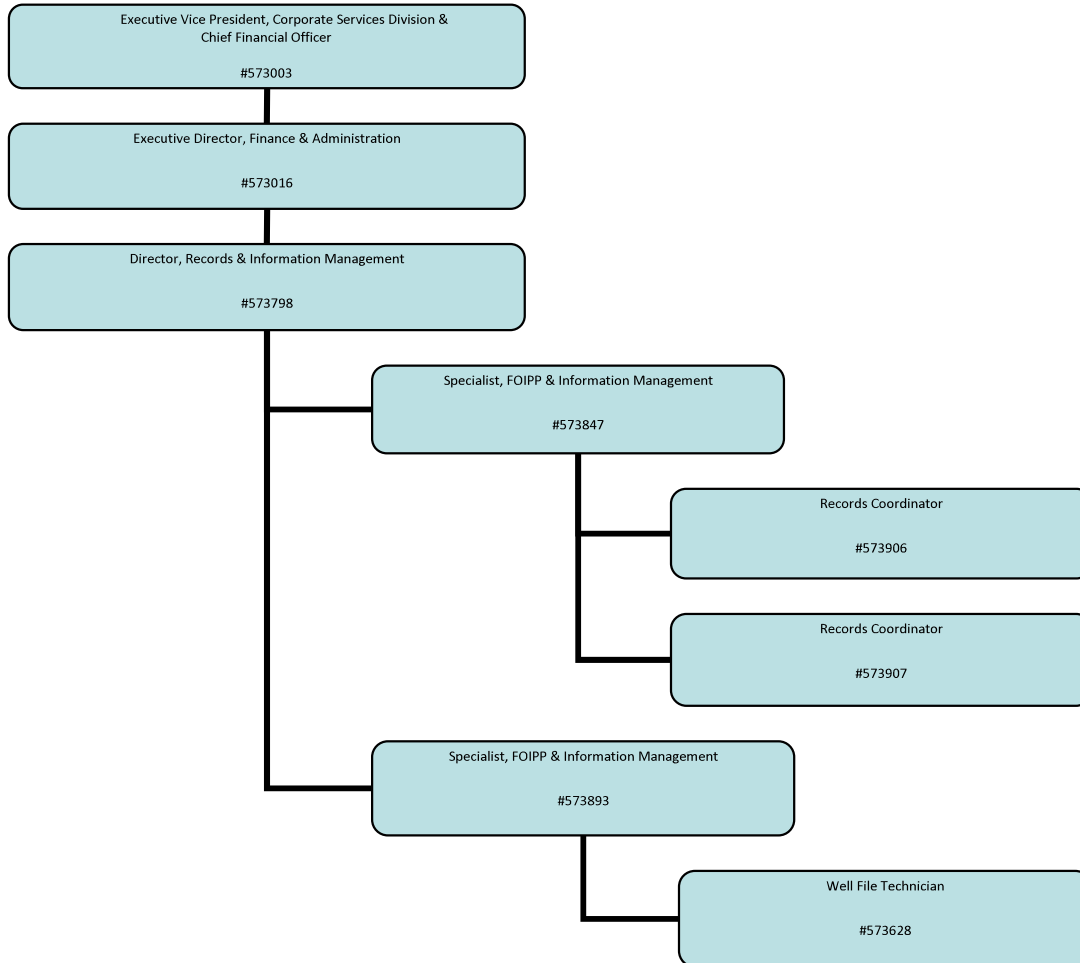 Executive Vice President, Corporate Services Division &
Chief Financial Officer
#573003
Executive Director, Finance & Administration
#573016
Director, Records & Information Management
#573798
Specialist, FOIPP & Information Management
#573847
Records Coordinator
#573906
Records Coordinator
#573907
Specialist, FOIPP & Information Management
#573893
Well File Technician
#573628